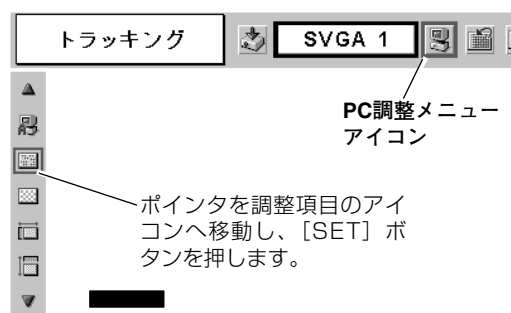 トラッキング SVGA 1
PC調整メニュー
アイコン
ポインタを調整項目のアイ
コンへ移動し、［SET］ボ
タンを押します。